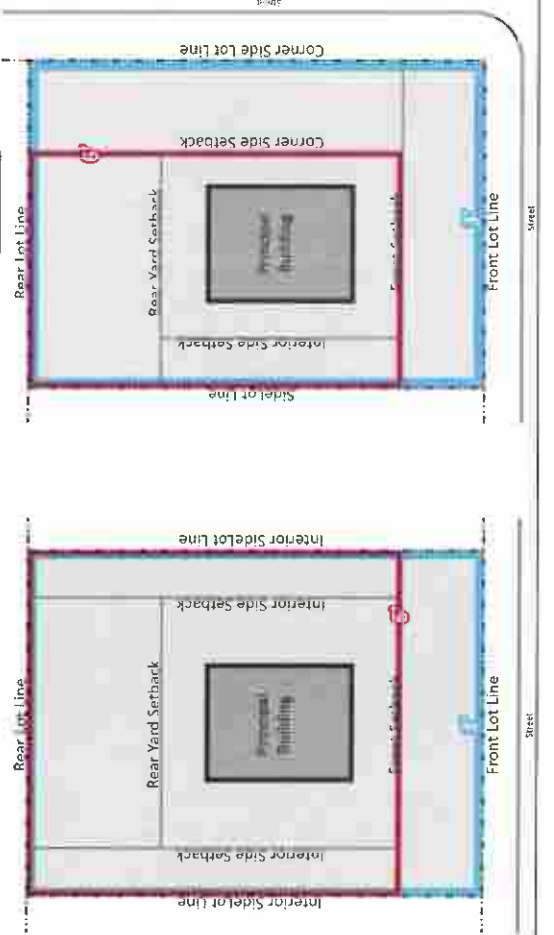 Street
Corner Side Lot Line
Corner Side Setback
Rear Lot Line
Rear Yard Setback
Principal
Building
Front Setback
Front Lot Line
Street
Interior Side Setback
SideLot Line
Interior SideLot Line
Interior Side Setback
Rear Lot Line
Rear Yard Setback
Principal
Building
Front Setback
Front Lot Line
Street
Interior Side Setback
Interior SideLot Line